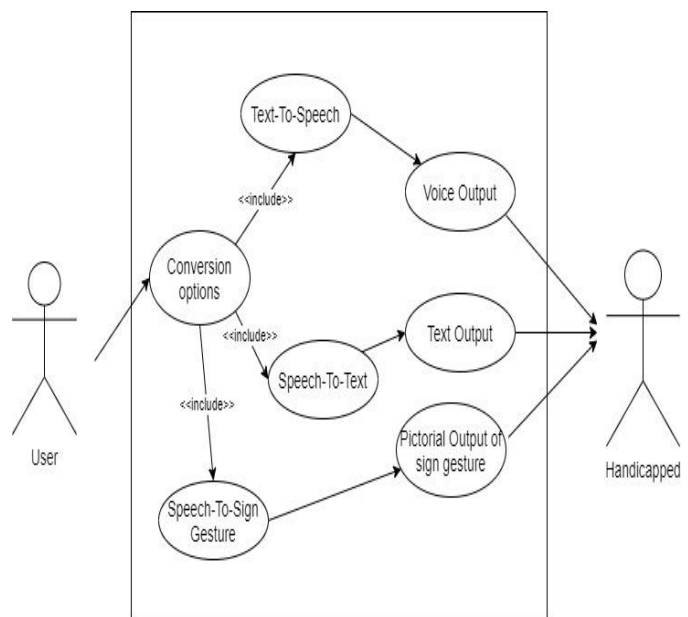 Text-To-Speech
Voice Output
<<include>>
Conversion
options
<<include>>
Text Output
Speech-To-Text
<<include>>
Pictorial Output of
sign gesture
User
Handicapped
Speech-To-Sign
Gesture